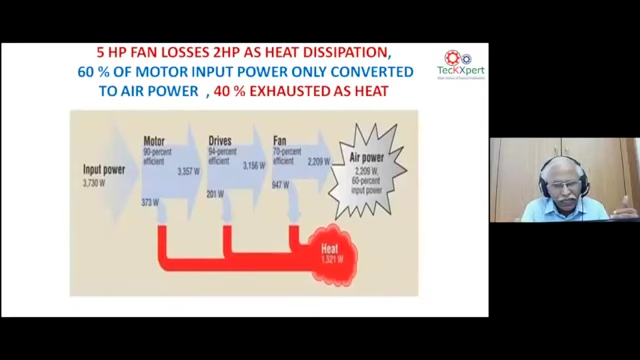 5 HP FAN LOSSES 2HP AS HEAT DISSIPATION,
60 % OF MOTOR INPUT POWER ONLY CONVERTED
TO AIR POWER , 40 % EXHAUSTED AS HEAT
TecKXpert
Motor
90-percent
efficient
3,357 W
Drives
94-percent
efficient
3,156 W
Fan
70-percent
efficient
2,209 W
Input power
3,730 W
Air power
2,209 W,
60-percent
input power
373 W
201 W
947 W
Heat
1,521 W